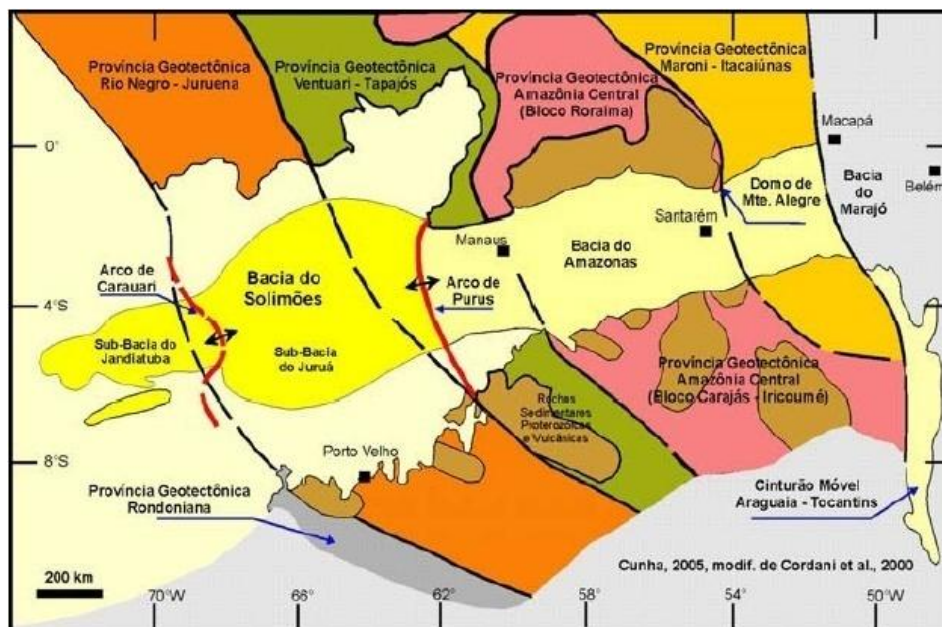 Província Geotectônica
Rio Negro - Juruena
Província Geotectônica
Ventuari - Tapajós
Província Geotectônica
Amazônia Central
(Bloco Roraima)
Província Geotectônica
Maroni - Itacaiúnas
Macapá
Belém
Bacia
do
Marajó
Domo de
Mte. Alegre
0°
Santarém
Manaus
Bacia do
Amazonas
Arco de
Carauari
Bacia do
Solimões
Arco de
Purus
4°S
Sub-Bacia do
Jandiatuba
Sub-Bacia
do Juruá
Província Geotectônica
Amazônia Central
(Bloco Carajás - Iricoumé)
Rochas
Sedimentares
Proterozóicas
e Vulcânicas
8°S
Porto Velho
Província Geotectônica
Rondoniana
Cinturão Móvel
Araguaia - Tocantins
Cunha, 2005, modif. de Cordani et al., 2000
200 km
70°W
66°
62°
58°
54°
50°W